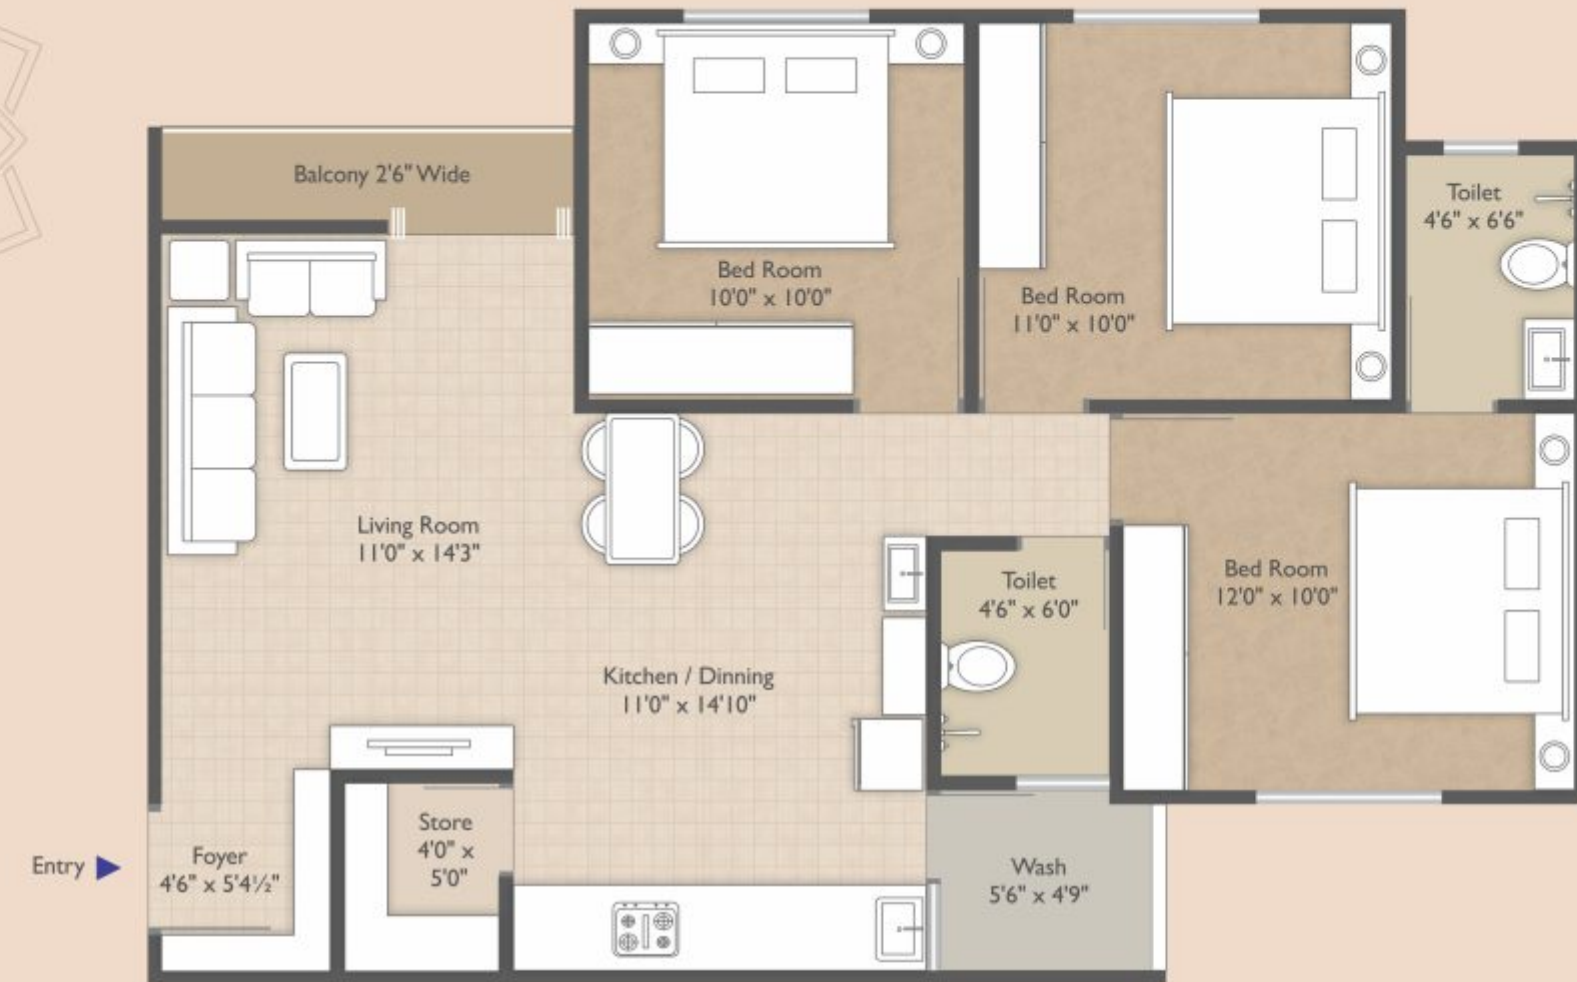 Balcony 2'6" Wide
Toilet
4'6" x 6'6"
Bed Room
10'0" x 10'0"
Bed Room
11'0" x 10'0"
Living Room
11'0" x 14'3"
Toilet
4'6" x 6'0"
Bed Room
12'0" x 10'0"
Kitchen / Dinning
11'0" x 14'10"
Store
4'0" x
5'0"
Entry
Foyer
4'6" x 5'4½"
Wash
5'6" x 4'9"